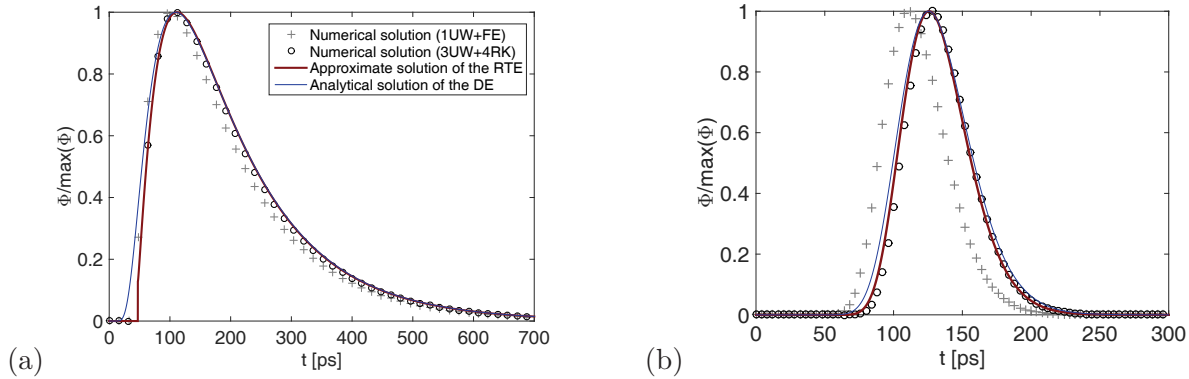 Numerical solution (1UW+FE)
Numerical solution (3UW+4RK)
Approximate solution of the RTE
Analytical solution of the DE
Φ/max(Φ)
1
0.8
0.6
0.4
0.2
0
0 100 200 300 400 500 600 700
t [ps]
(a)
Φ/max(Φ)
1
0.8
0.6
0.4
0.2
0
0 50 100 150 200 250 300
t [ps]
(b)